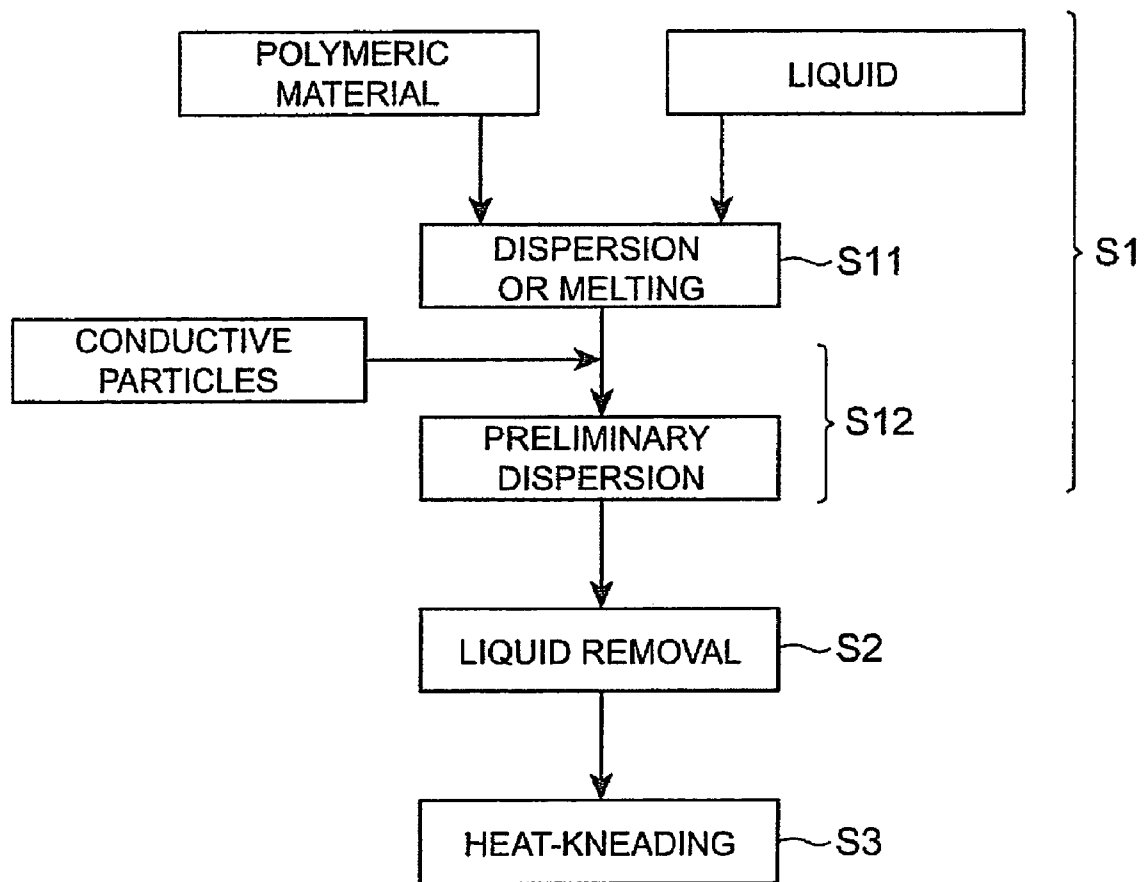 POLYMERIC
MATERIAL
LIQUID
DISPERSION
OR MELTING
S11
S1
CONDUCTIVE
PARTICLES
PRELIMINARY
DISPERSION
S12
LIQUID REMOVAL
S2
HEAT-KNEADING
S3